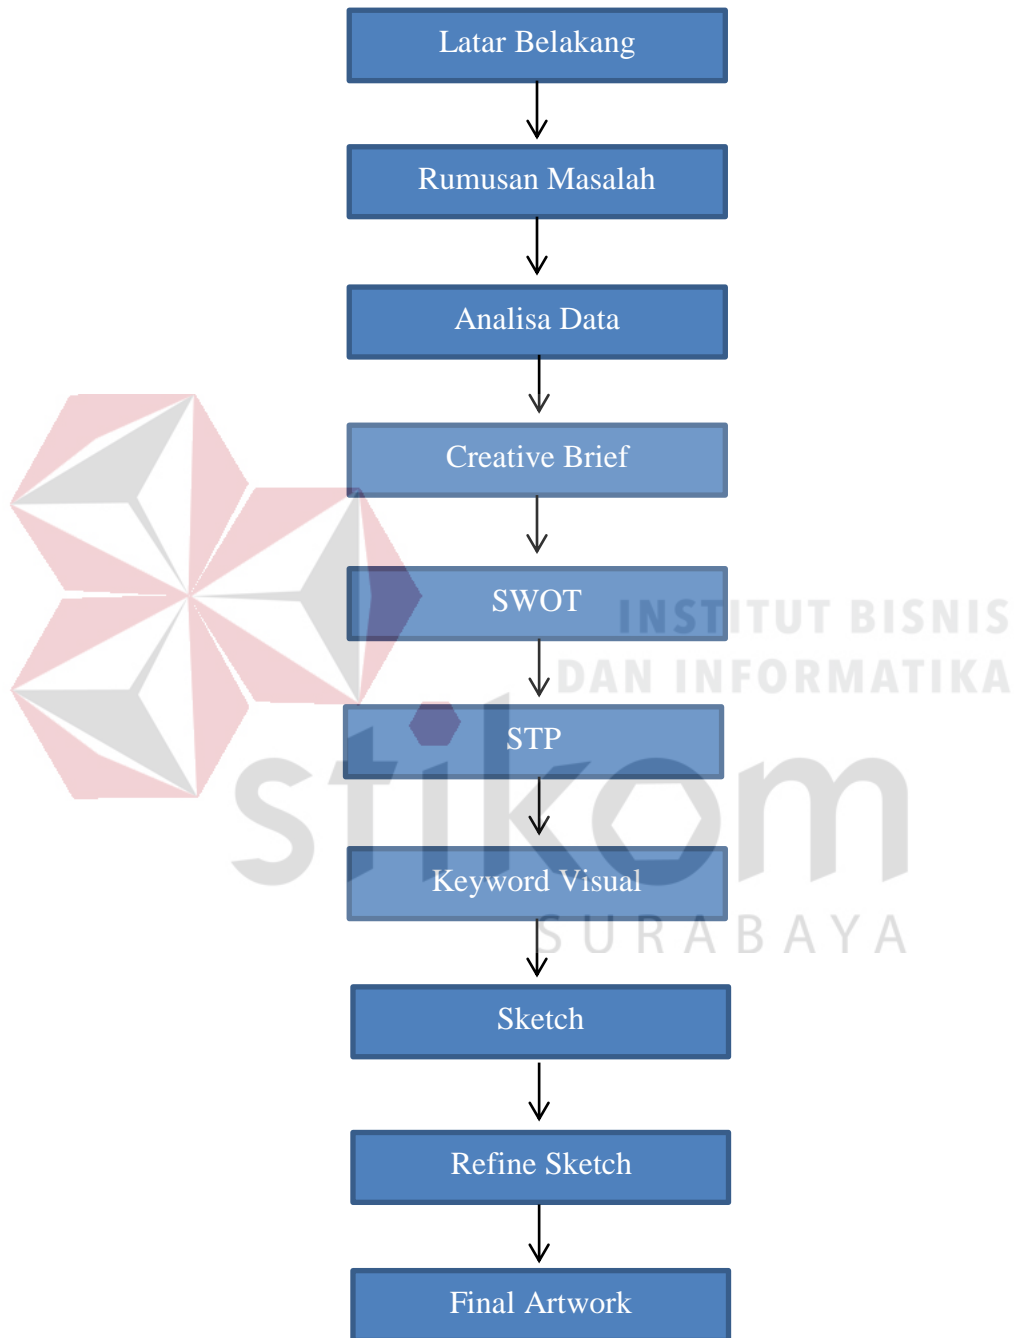 Latar Belakang
Rumusan Masalah
Analisa Data
Creative Brief
SWOT
INSTITUT BISNIS
DAN INFORMATIKA
STP
stikom
Keyword Visual
SURABAYA
Sketch
Refine Sketch
Final Artwork